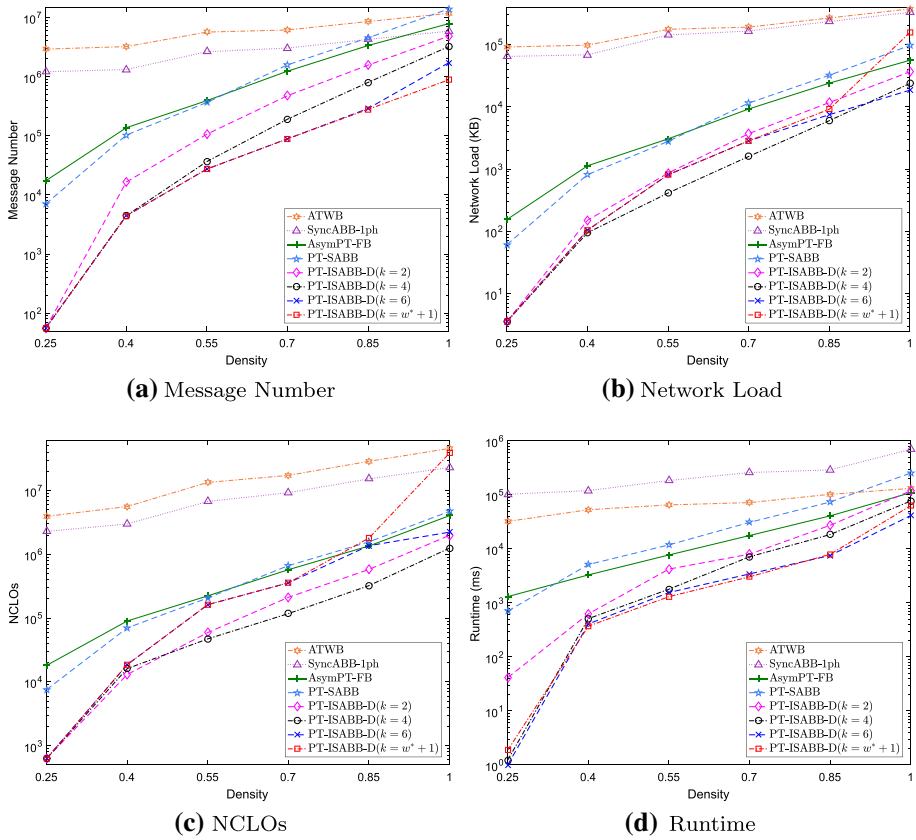 10^7
10^6
10^5
10^4
10^3
10^2
Message Number
0.25 0.4 0.55 0.7 0.85 1
Density
ATWB
SyncABB-1ph
AsymPT-FB
PT-SABB
PT-ISABB-D(k = 2)
PT-ISABB-D(k = 4)
PT-ISABB-D(k = 6)
PT-ISABB-D(k = w* + 1)
(a) Message Number
10^5
10^4
10^3
10^2
10^1
Network Load (KB)
0.25 0.4 0.55 0.7 0.85 1
Density
ATWB
SyncABB-1ph
AsymPT-FB
PT-SABB
PT-ISABB-D(k = 2)
PT-ISABB-D(k = 4)
PT-ISABB-D(k = 6)
PT-ISABB-D(k = w* + 1)
(b) Network Load
10^7
10^6
10^5
10^4
10^3
NCLOs
0.25 0.4 0.55 0.7 0.85 1
Density
ATWB
SyncABB-1ph
AsymPT-FB
PT-SABB
PT-ISABB-D(k = 2)
PT-ISABB-D(k = 4)
PT-ISABB-D(k = 6)
PT-ISABB-D(k = w* + 1)
(c) NCLOs
10^6
10^5
10^4
10^3
10^2
10^1
10^0
Runtime (ms)
0.25 0.4 0.55 0.7 0.85 1
Density
ATWB
SyncABB-1ph
AsymPT-FB
PT-SABB
PT-ISABB-D(k = 2)
PT-ISABB-D(k = 4)
PT-ISABB-D(k = 6)
PT-ISABB-D(k = w* + 1)
(d) Runtime